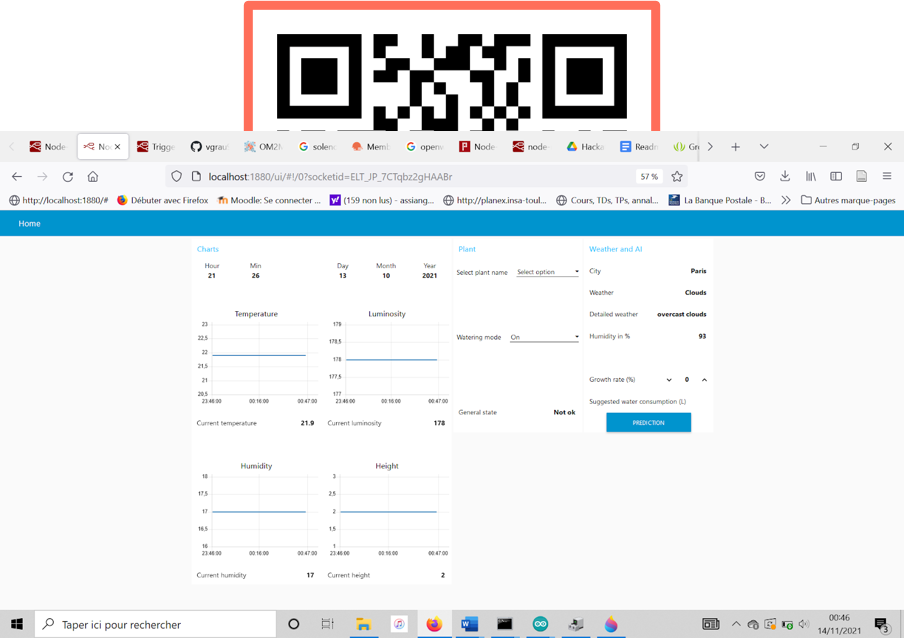 Node
Nod
Trigge
vgrau
OM2M
solend
Memb
opene
Node
node-
Hacka
Readm
Gr
localhost:1880/ui/#!/0?socketid=ELT_JP_7CTqbz2gHAABr
57 %
http://localhost:1880/#
Débuter avec Firefox
Moodle: Se connecter ...
(159 non lus) - assiang...
http://planex.insa-toul...
Cours, TDs, TPs, annal...
La Banque Postale - B...
Autres marque-pages
Home
Charts
Hour Min Day Month Year
21 26 13 10 2021
Temperature
23
22,5
22
21,5
21
20,5
23:46:00 00:16:00 00:47:00
Current temperature 21.9
Luminosity
179
178,5
178
177,5
177
23:46:00 00:16:00 00:47:00
Current luminosity 178
Humidity
18
17,5
17
16,5
16
23:46:00 00:16:00 00:47:00
Current humidity 17
Height
3
2,5
2
1,5
1
23:46:00 00:16:00 00:47:00
Current height 2
Plant
Select plant name Select option
Watering mode On
General state Not ok
Weather and AI
City Paris
Weather Clouds
Detailed weather overcast clouds
Humidity in % 93
Growth rate (%) 0
Suggested water consumption (L)
PREDICTION
Taper ici pour rechercher
00:46
14/11/2021
3